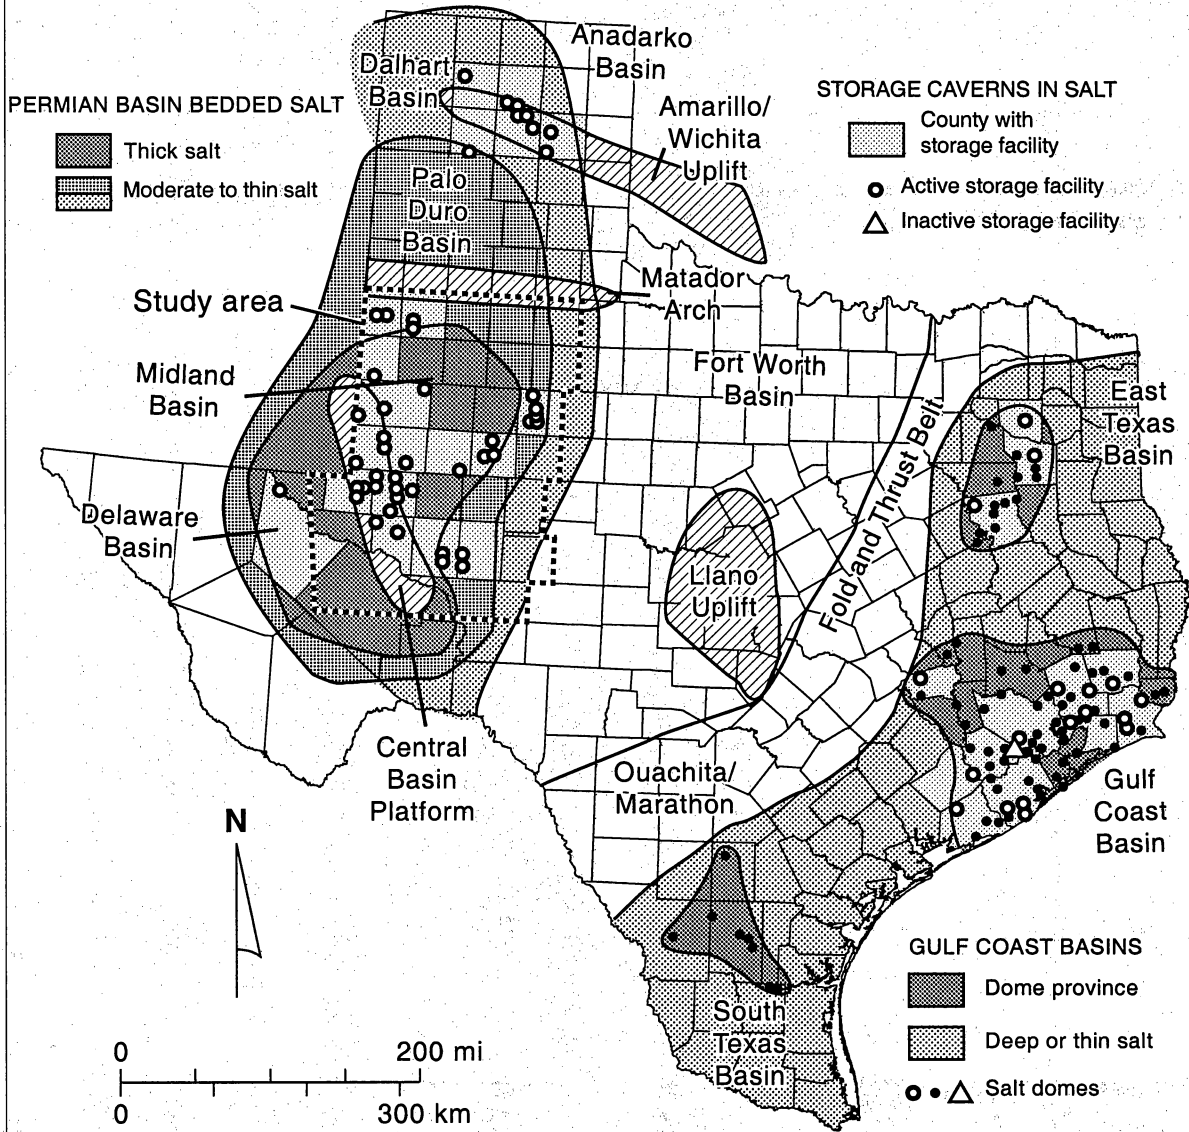 Anadarko
Basin
Dalhart
Basin
PERMIAN BASIN BEDDED SALT
Thick salt
Moderate to thin salt
Amarillo/
Wichita
Uplift
STORAGE CAVERNS IN SALT
County with
storage facility
Active storage facility
Inactive storage facility
Palo
Duro
Basin
Matador
Arch
Study area
Midland
Basin
Fort Worth
Basin
East
Texas
Basin
Fold and Thrust Belt
Delaware
Basin
Llano
Uplift
Central
Basin
Platform
Ouachita/
Marathon
Gulf
Coast
Basin
N
GULF COAST BASINS
Dome province
Deep or thin salt
Salt domes
South
Texas
Basin
0 200 mi
0 300 km